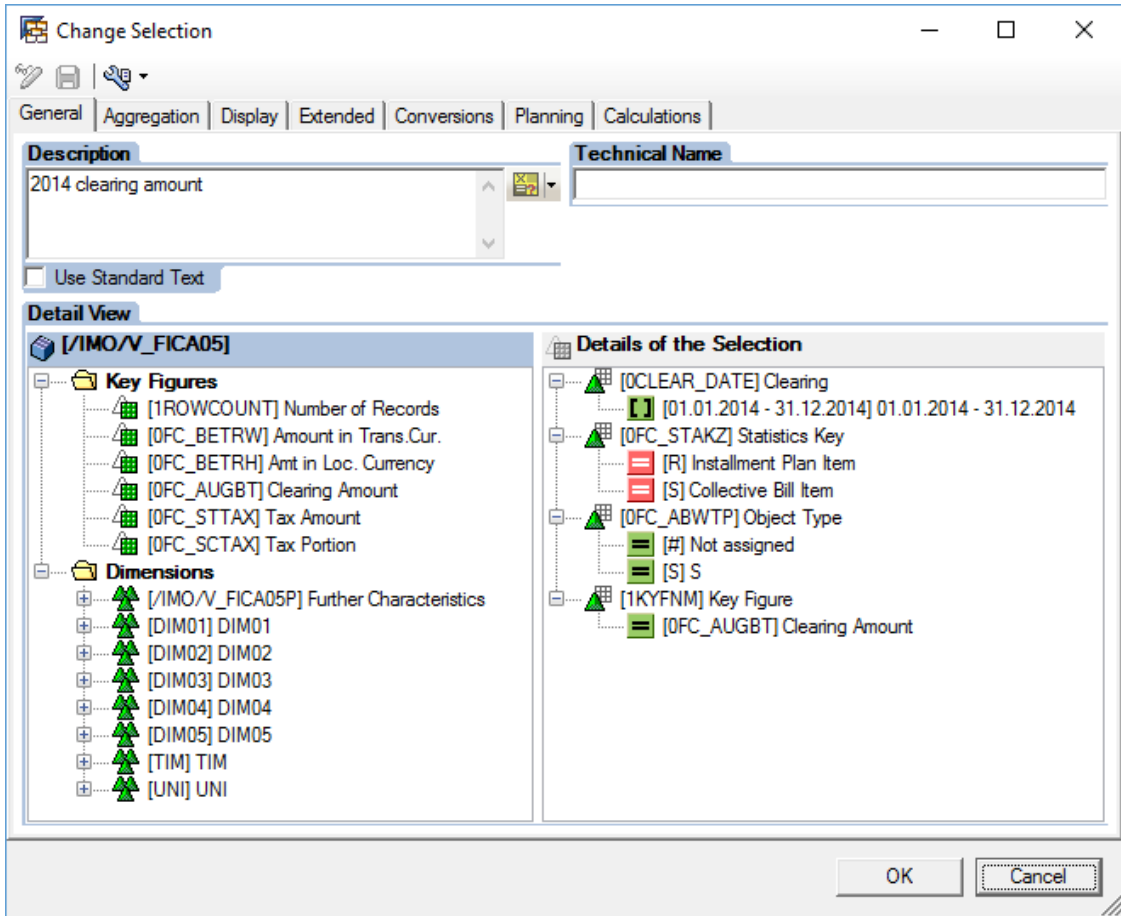 Change Selection
General Aggregation Display Extended Conversions Planning Calculations
Description
Technical Name
2014 clearing amount
Use Standard Text
Detail View
[/IMO/V_FICA05]
Key Figures
[1ROWCOUNT] Number of Records
[0FC_BETRW] Amount in Trans.Cur.
[0FC_BETRH] Amt in Loc. Currency
[0FC_AUGBT] Clearing Amount
[0FC_STTAX] Tax Amount
[0FC_SCTAX] Tax Portion
Dimensions
[/IMO/V_FICA05P] Further Characteristics
[DIM01] DIM01
[DIM02] DIM02
[DIM03] DIM03
[DIM04] DIM04
[DIM05] DIM05
[TIM] TIM
[UNI] UNI
Details of the Selection
[0CLEAR_DATE] Clearing
[01.01.2014 - 31.12.2014] 01.01.2014 - 31.12.2014
[0FC_STAKZ] Statistics Key
[R] Installment Plan Item
[S] Collective Bill Item
[0FC_ABWTP] Object Type
[#] Not assigned
[S] S
[1KYFNM] Key Figure
[0FC_AUGBT] Clearing Amount
OK
Cancel